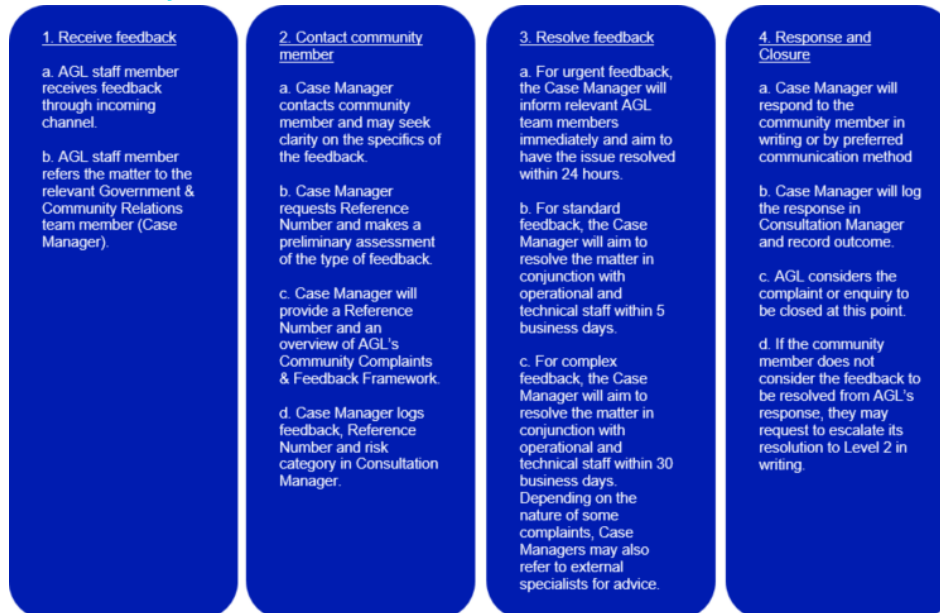 1. Receive feedback
a. AGL staff member
receives feedback
through incoming
channel.
b. AGL staff member
refers the matter to the
relevant Government &
Community Relations
team member (Case
Manager).
2. Contact community
member
a. Case Manager
contacts community
member and may seek
clarity on the specifics of
the feedback.
b. Case Manager
requests Reference
Number and makes a
preliminary assessment
of the type of feedback.
c. Case Manager will
provide a Reference
Number and an
overview of AGL's
Community Complaints
& Feedback Framework.
d. Case Manager logs
feedback, Reference
Number and risk
category in Consultation
Manager.
3. Resolve feedback
a. For urgent feedback,
the Case Manager will
inform relevant AGL
team members
immediately and aim to
have the issue resolved
within 24 hours.
b. For standard
feedback, the Case
Manager will aim to
resolve the matter in
conjunction with
operational and
technical staff within 5
business days.
c. For complex
feedback, the Case
Manager will aim to
resolve the matter in
conjunction with
operational and
technical staff within 30
business days.
Depending on the
nature of some
complaints, Case
Managers may also
refer to external
specialists for advice.
4. Response and
Closure
a. Case Manager will
respond to the
community member in
writing or by preferred
communication method
b. Case Manager will log
the response in
Consultation Manager
and record outcome.
c. AGL considers the
complaint or enquiry to
be closed at this point.
d. If the community
member does not
consider the feedback to
be resolved from AGL's
response, they may
request to escalate its
resolution to Level 2 in
writing.